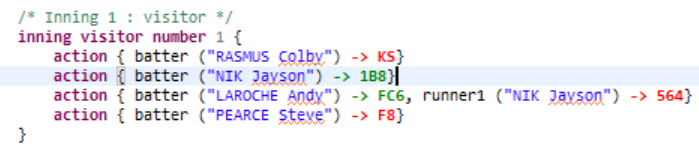 /* Inning 1 : visitor */
inning visitor number 1 {
action { batter ("RASMUS Colby") -> KS}
action { batter ("NIK Jayson") -> 1B8}
action { batter ("LAROCHE Andy") -> FC6, runner1 ("NIK Jayson") -> 564}
action { batter ("PEARCE Steve") -> F8}
}